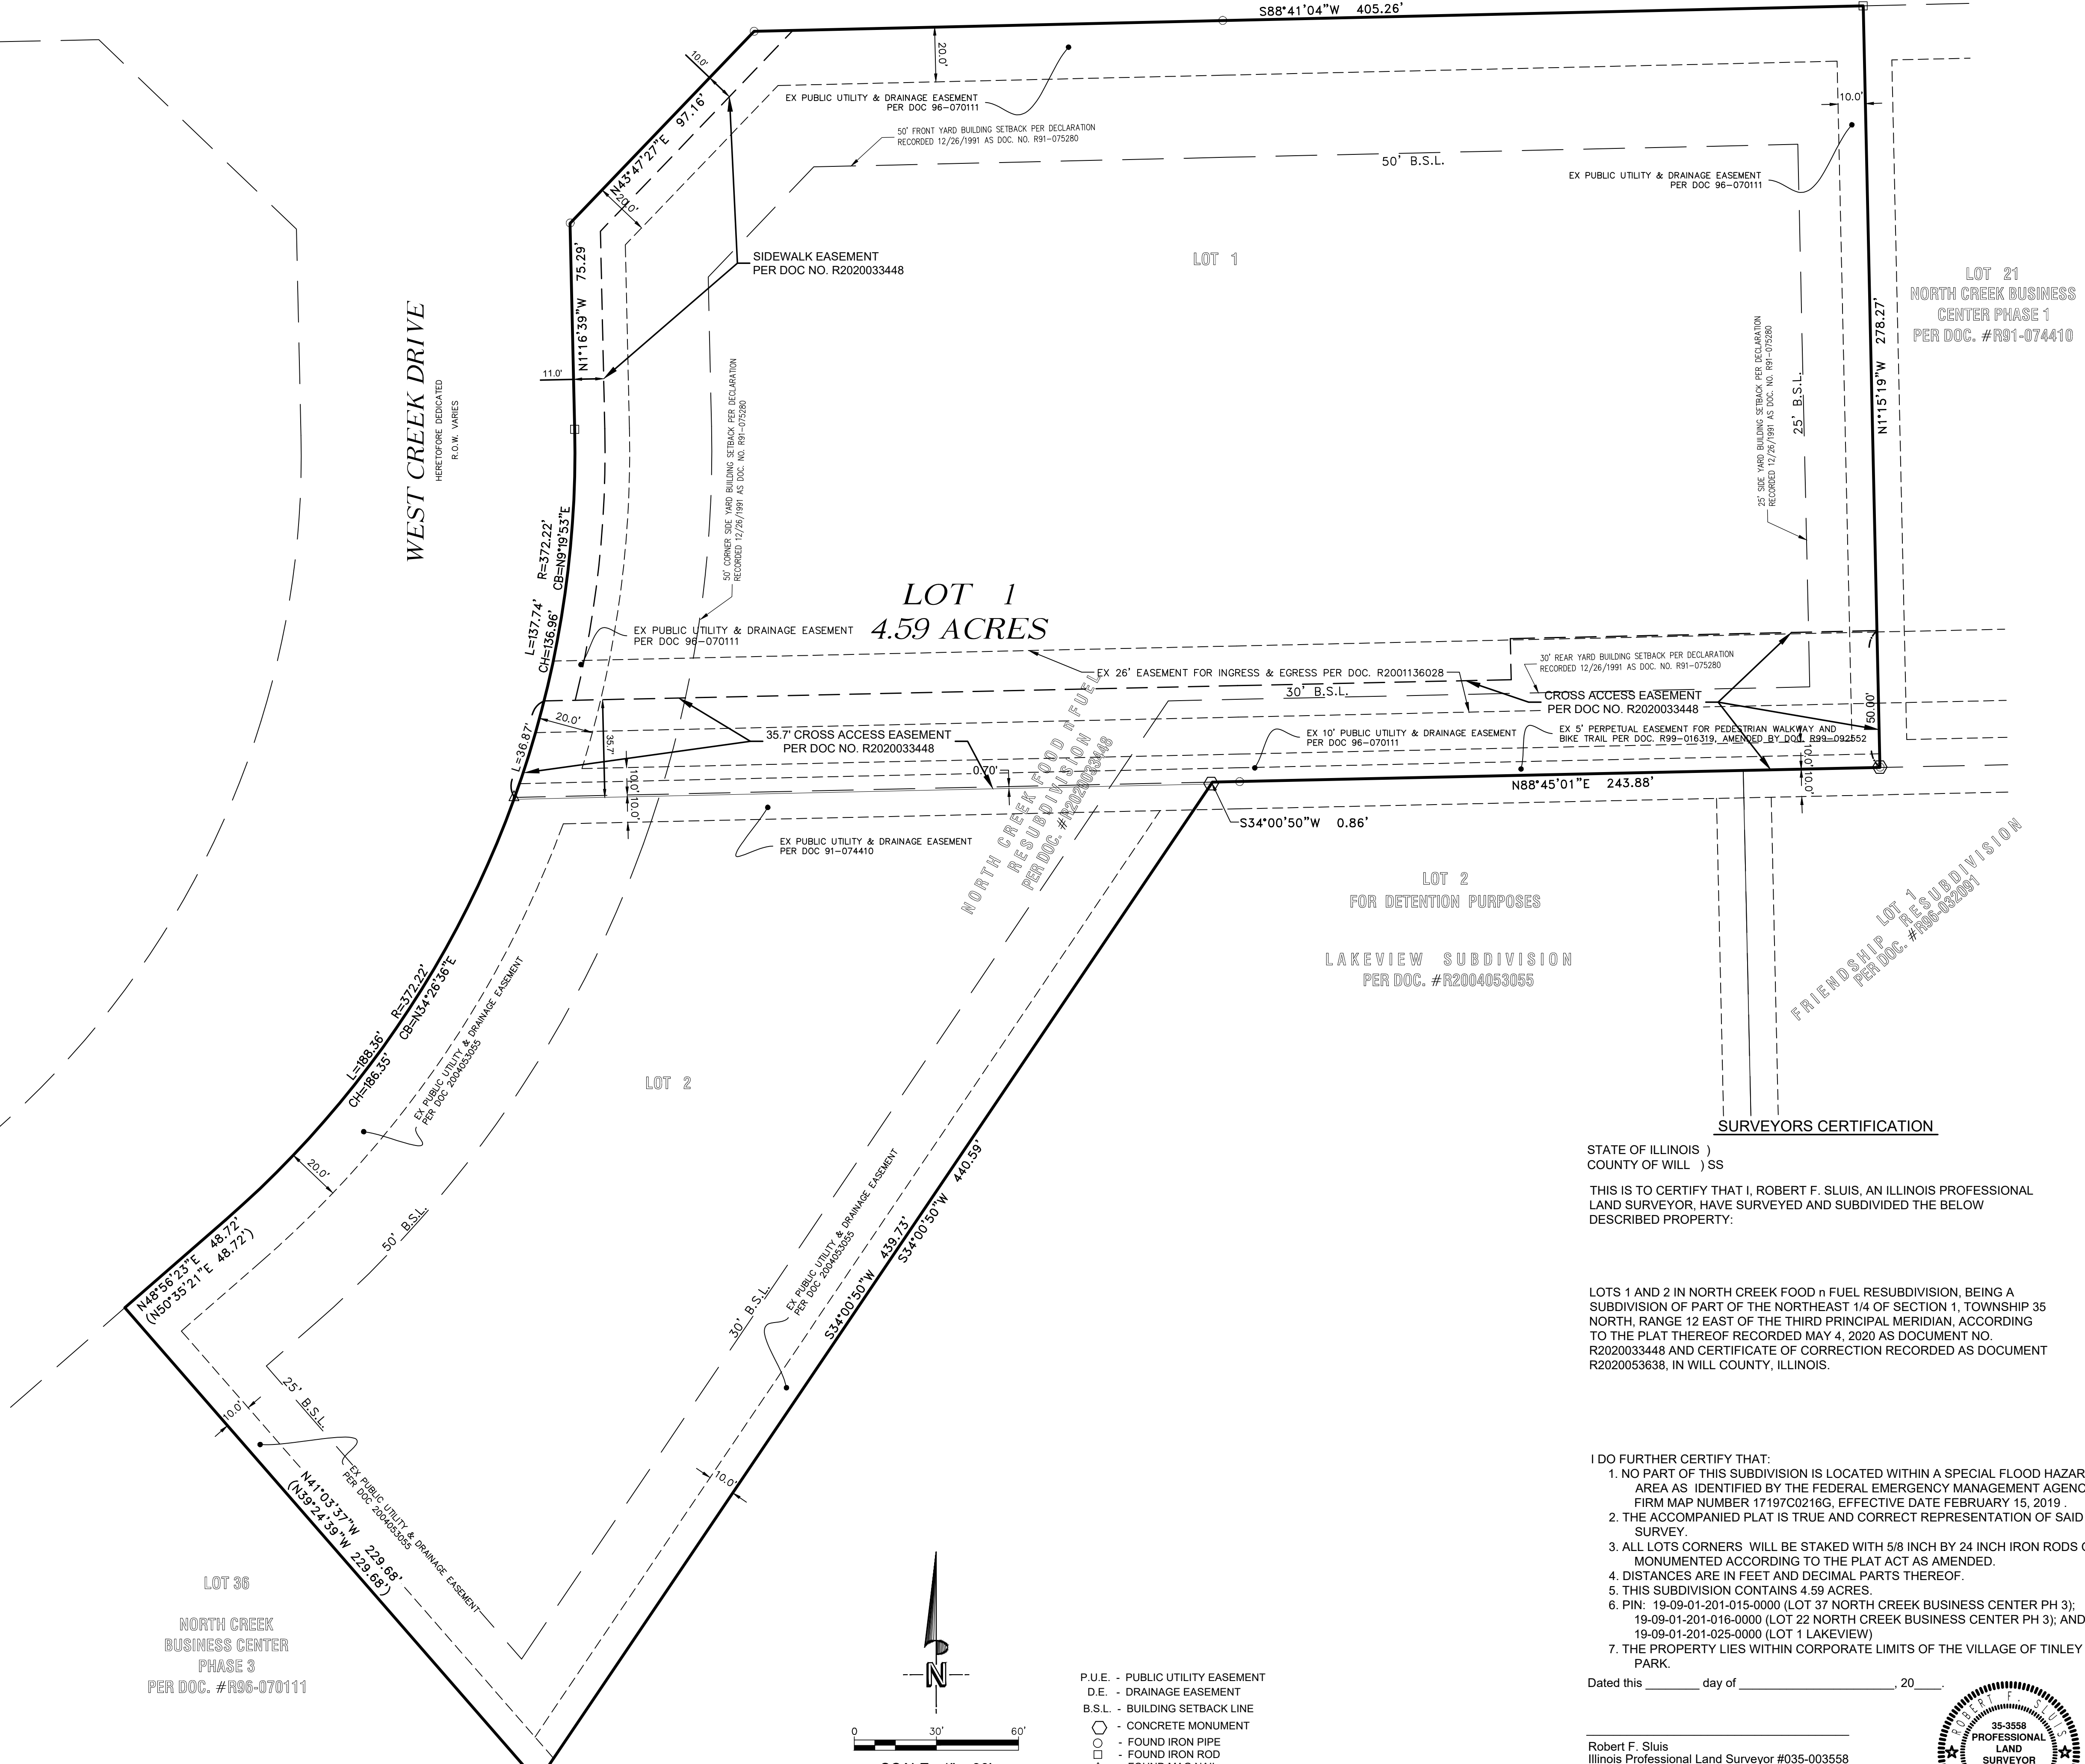 S88°41'04"W 405.26'
20.0'
10.0'
N43°47'27"E 97.16'
20.0'
EX PUBLIC UTILITY & DRAINAGE EASEMENT
PER DOC 96-070111
50' FRONT YARD BUILDING SETBACK PER DECLARATION
RECORDED 12/26/1991 AS DOC. NO. R91-075280
50' B.S.L.
10.0'
EX PUBLIC UTILITY & DRAINAGE EASEMENT
PER DOC 96-070111
SIDEWALK EASEMENT
PER DOC NO. R2020033448
LOT 1
LOT 21
NORTH CREEK BUSINESS
CENTER PHASE 1
PER DOC. #R91-074410
N1°16'39"W 75.29'
11.0'
WEST CREEK DRIVE
HERETOFORE DEDICATED
R.O.W. VARIES
50' CORNER SIDE YARD BUILDING SETBACK PER DECLARATION
RECORDED 12/26/1991 AS DOC. NO. R91-075280
25' SIDE YARD BUILDING SETBACK PER DECLARATION
RECORDED 12/26/1991 AS DOC. NO. R91-075280
25' B.S.L.
N1°15'19"W 278.27'
R=372.22'
CB=N9°19'53"E
L=137.74'
CH=136.96'
LOT 1
4.59 ACRES
EX PUBLIC UTILITY & DRAINAGE EASEMENT
PER DOC 96-070111
EX 26' EASEMENT FOR INGRESS & EGRESS PER DOC. R2001136028
30' REAR YARD BUILDING SETBACK PER DECLARATION
RECORDED 12/26/1991 AS DOC. NO. R91-075280
30' B.S.L.
CROSS ACCESS EASEMENT
PER DOC NO. R2020033448
50.00'
L=36.87'
20.0'
35.7'
35.7' CROSS ACCESS EASEMENT
PER DOC NO. R2020033448
EX 10' PUBLIC UTILITY & DRAINAGE EASEMENT
PER DOC 96-070111
EX 5' PERPETUAL EASEMENT FOR PEDESTRIAN WALKWAY AND
BIKE TRAIL PER DOC. R99-016319, AMENDED BY DOC. R99-092552
0.70'
10.0'
10.0'
10.0'
10.0'
N88°45'01"E 243.88'
S34°00'50"W 0.86'
EX PUBLIC UTILITY & DRAINAGE EASEMENT
PER DOC 91-074410
NORTH CREEK FOOD n FUEL
RESUBDIVISION
PER DOC. #R2020033448
LOT 2
FOR DETENTION PURPOSES
LAKEVIEW SUBDIVISION
PER DOC. #R2004053055
LOT 1
FRIENDSHIP RESUBDIVISION
PER DOC. #R96-032091
L=188.36' R=372.22'
CH=186.35' CB=N34°26'36"E
EX PUBLIC UTILITY & DRAINAGE EASEMENT
PER DOC 2004053055
LOT 2
20.0'
50' B.S.L.
N48°56'23"E 48.72'
(N50°35'21"E 48.72')
25' B.S.L.
10.0'
30' B.S.L.
EX PUBLIC UTILITY & DRAINAGE EASEMENT
PER DOC 2004053055
S34°00'50"W 439.73'
S34°00'50"W 440.59'
10.0'
EX PUBLIC UTILITY & DRAINAGE EASEMENT
PER DOC 2004053055
N41°03'37"W 229.68'
(N39°24'39"W 229.68')
LOT 36
NORTH CREEK
BUSINESS CENTER
PHASE 3
PER DOC. #R96-070111
N
0 30' 60'
P.U.E. - PUBLIC UTILITY EASEMENT
D.E. - DRAINAGE EASEMENT
B.S.L. - BUILDING SETBACK LINE
- CONCRETE MONUMENT
- FOUND IRON PIPE
- FOUND IRON ROD
SURVEYORS CERTIFICATION
STATE OF ILLINOIS )
COUNTY OF WILL ) SS
THIS IS TO CERTIFY THAT I, ROBERT F. SLUIS, AN ILLINOIS PROFESSIONAL
LAND SURVEYOR, HAVE SURVEYED AND SUBDIVIDED THE BELOW
DESCRIBED PROPERTY:
LOTS 1 AND 2 IN NORTH CREEK FOOD n FUEL RESUBDIVISION, BEING A
SUBDIVISION OF PART OF THE NORTHEAST 1/4 OF SECTION 1, TOWNSHIP 35
NORTH, RANGE 12 EAST OF THE THIRD PRINCIPAL MERIDIAN, ACCORDING
TO THE PLAT THEREOF RECORDED MAY 4, 2020 AS DOCUMENT NO.
R2020033448 AND CERTIFICATE OF CORRECTION RECORDED AS DOCUMENT
R2020053638, IN WILL COUNTY, ILLINOIS.
I DO FURTHER CERTIFY THAT:
1. NO PART OF THIS SUBDIVISION IS LOCATED WITHIN A SPECIAL FLOOD HAZAR
AREA AS IDENTIFIED BY THE FEDERAL EMERGENCY MANAGEMENT AGENC
FIRM MAP NUMBER 17197C0216G, EFFECTIVE DATE FEBRUARY 15, 2019 .
2. THE ACCOMPANIED PLAT IS TRUE AND CORRECT REPRESENTATION OF SAID
SURVEY.
3. ALL LOTS CORNERS WILL BE STAKED WITH 5/8 INCH BY 24 INCH IRON RODS
MONUMENTED ACCORDING TO THE PLAT ACT AS AMENDED.
4. DISTANCES ARE IN FEET AND DECIMAL PARTS THEREOF.
5. THIS SUBDIVISION CONTAINS 4.59 ACRES.
6. PIN: 19-09-01-201-015-0000 (LOT 37 NORTH CREEK BUSINESS CENTER PH 3);
19-09-01-201-016-0000 (LOT 22 NORTH CREEK BUSINESS CENTER PH 3); AND
19-09-01-201-025-0000 (LOT 1 LAKEVIEW)
7. THE PROPERTY LIES WITHIN CORPORATE LIMITS OF THE VILLAGE OF TINLEY
PARK.
Dated this ________ day of ______________________, 20____.
Robert F. Sluis
Illinois Professional Land Surveyor #035-003558
ROBERT F. SLUIS
35-3558
PROFESSIONAL
LAND
SURVEYOR